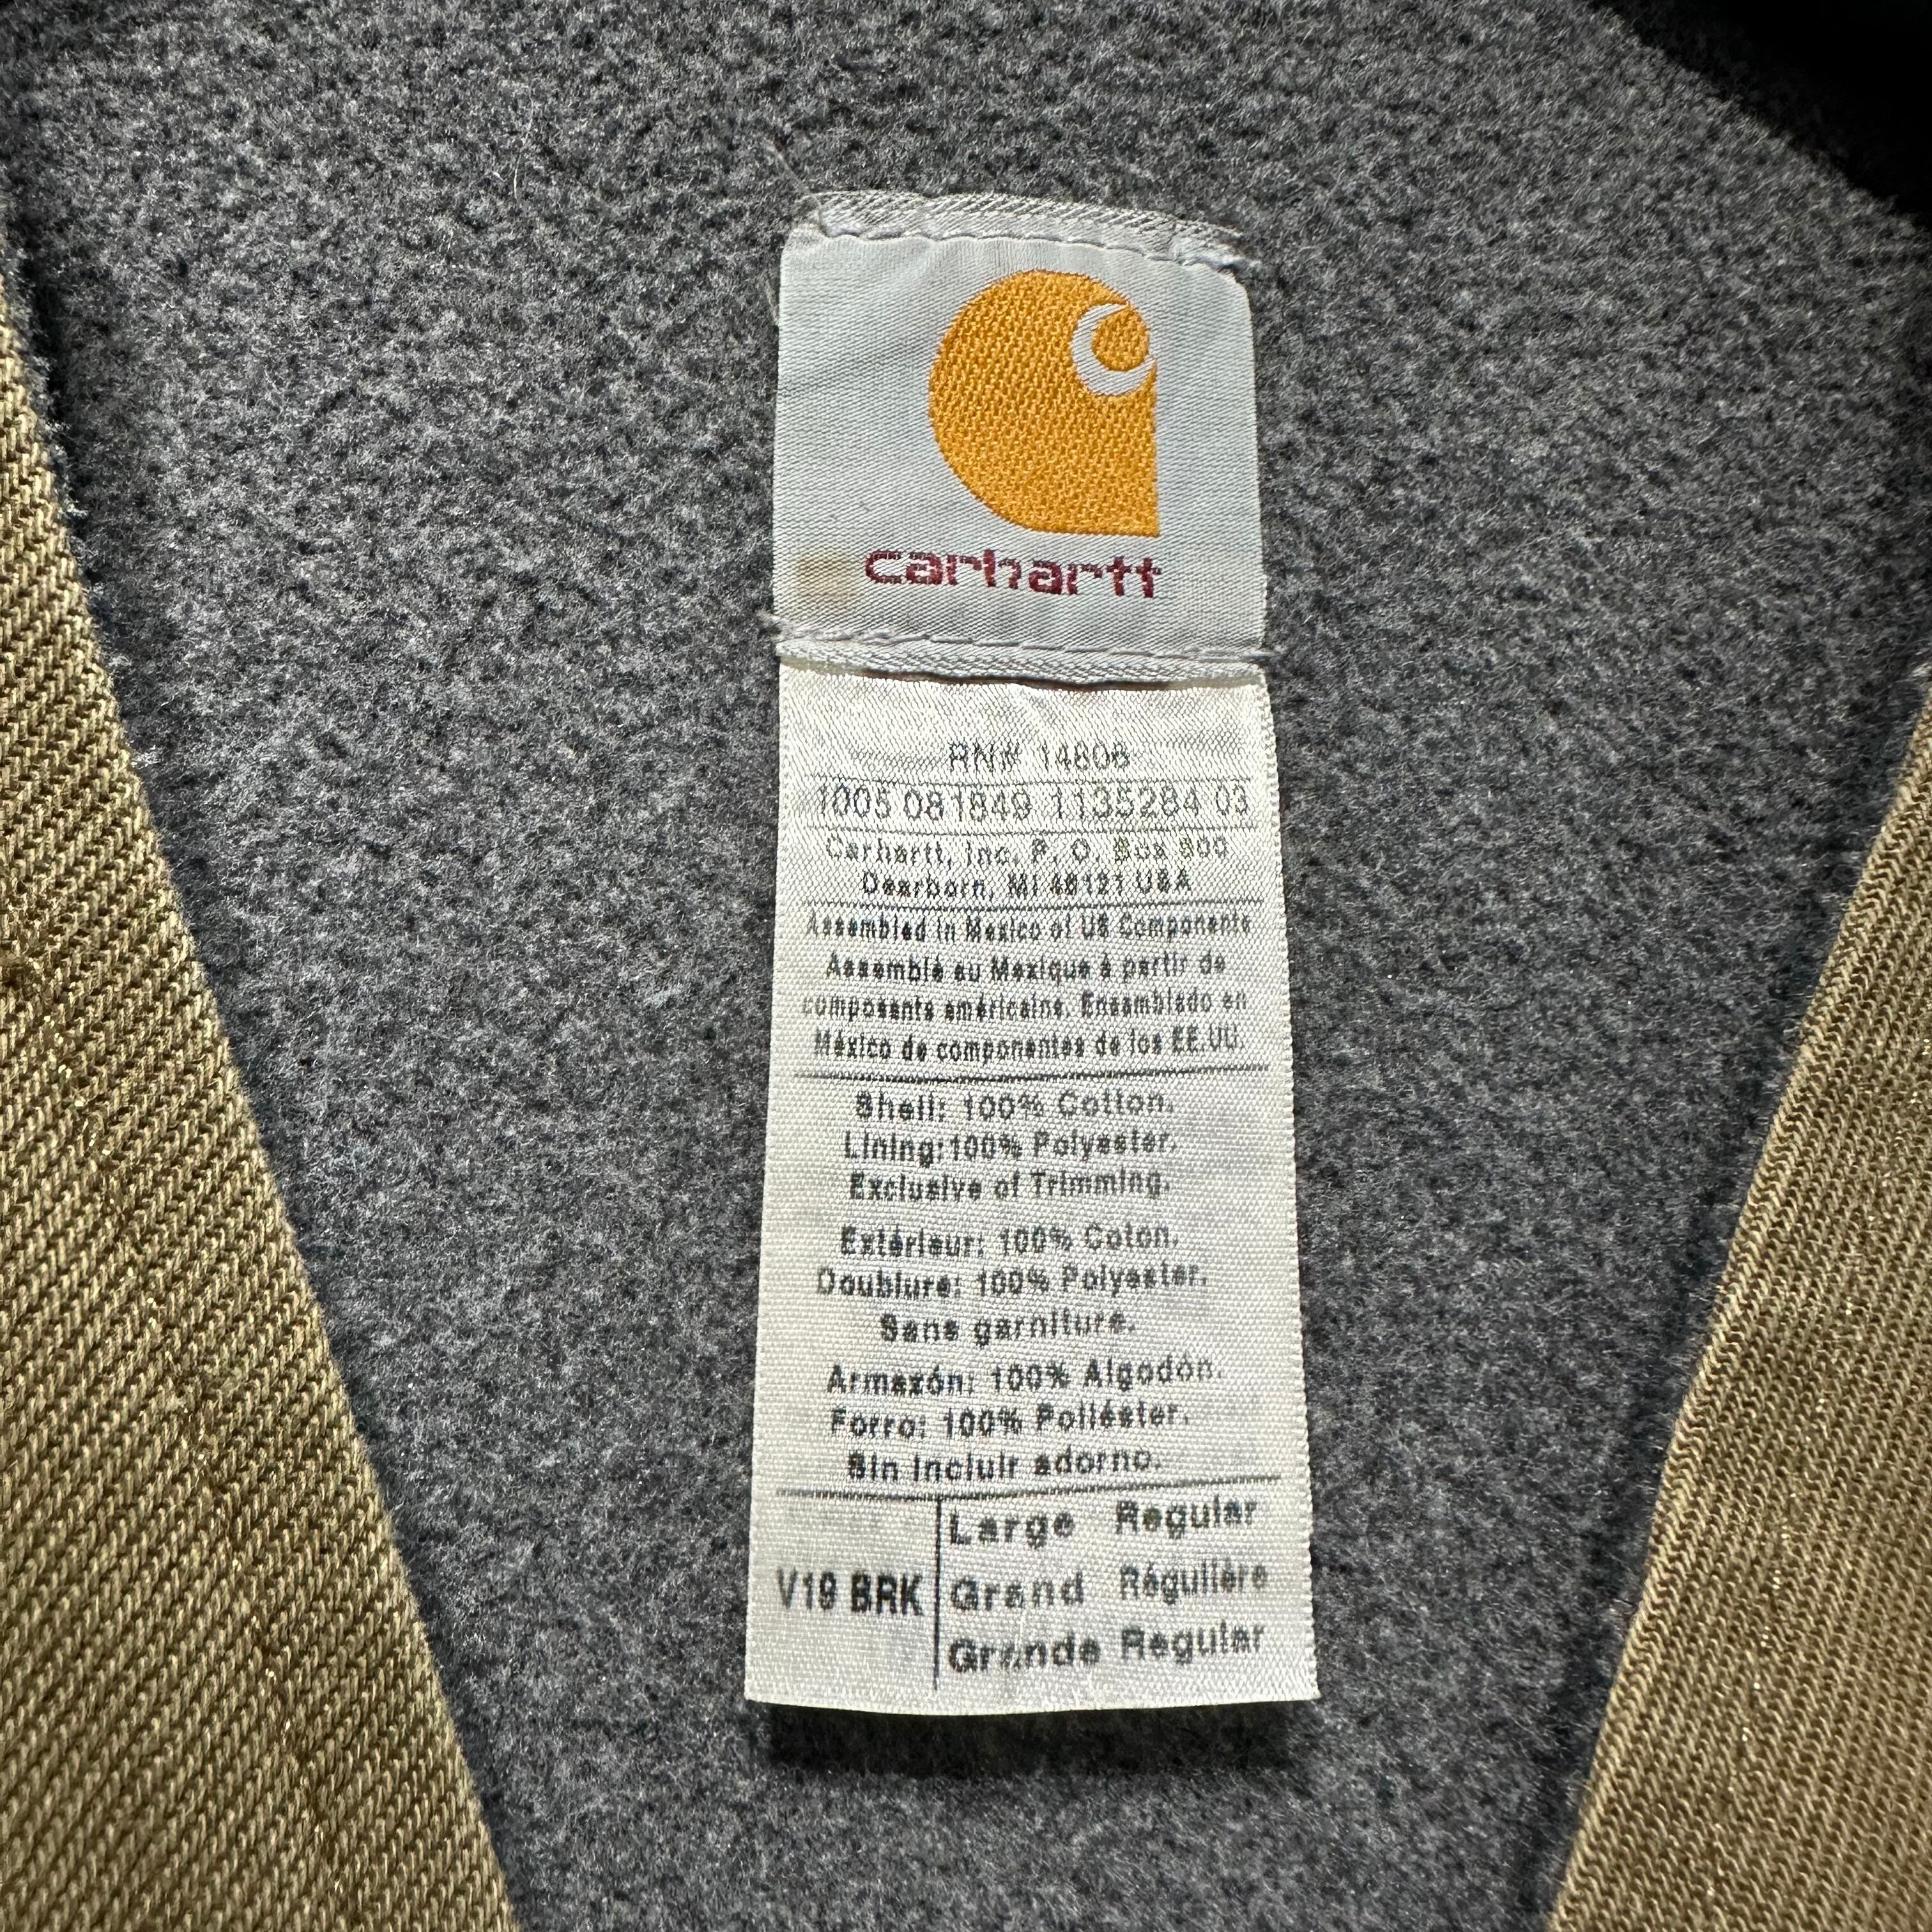 carhartt
RN# 14806
1005 081849 1135284 03
Carhartt, Inc. P. O. Box 600
Dearborn, MI 48121 USA
Assembled in Mexico of US Components
Assemblé au Mexique à partir de
composants américains. Ensamblado en
México de componentes de los EE.UU.
Shell: 100% Cotton.
Lining:100% Polyester.
Exclusive of Trimming.
Extérieur: 100% Coton.
Doublure: 100% Polyester.
Sans garniture.
Armazón: 100% Algodón.
Forro: 100% Poliéster.
Sin incluir adorno.
V19 BRK
Large Regular
Grand Régulière
Grande Regular